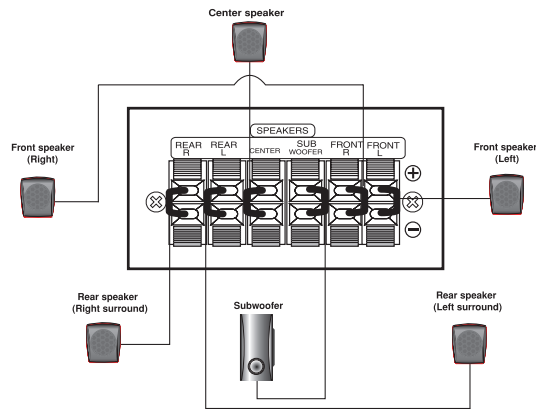 Center speaker
SPEAKERS
REAR R
REAR L
CENTER
SUB WOOFER
FRONT R
FRONT L
Front speaker
(Right)
Front speaker
(Left)
+
−
Rear speaker
(Right surround)
Subwoofer
Rear speaker
(Left surround)